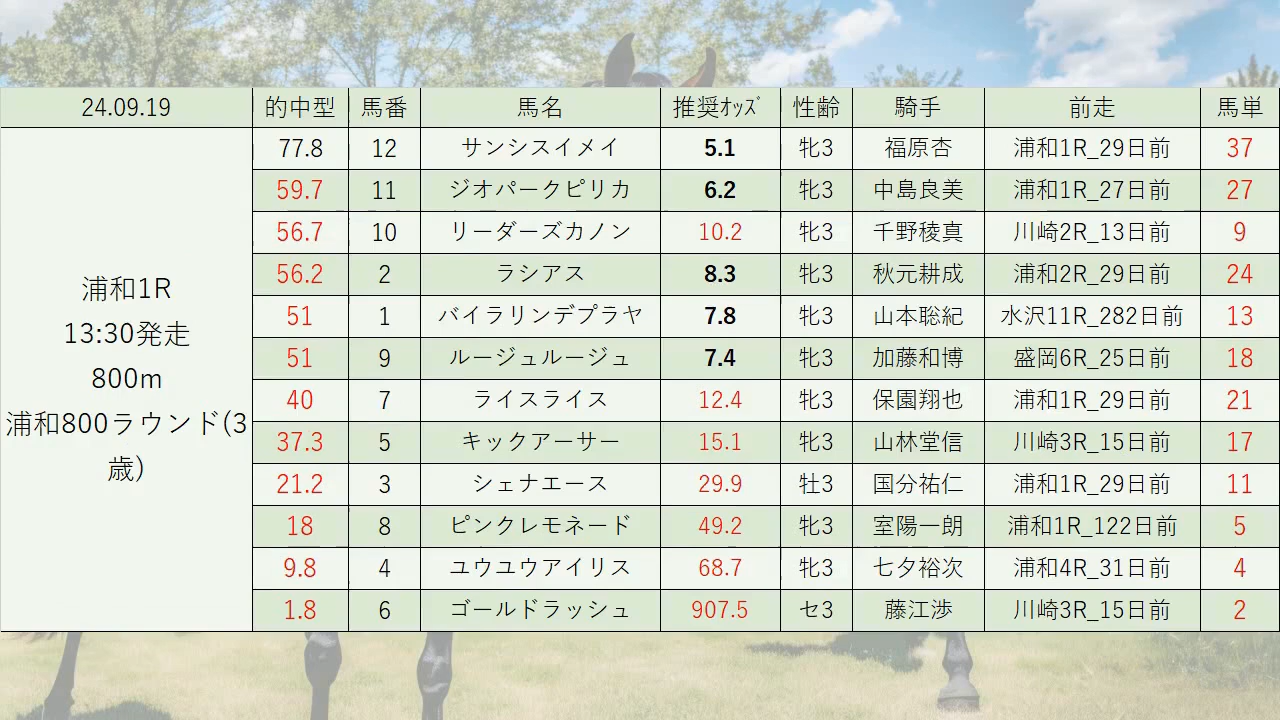 24.09.19 的中型 馬番 馬名 推奨ｵｯｽﾞ 性齢 騎手 前走 馬単
浦和1R
13:30発走
800m
浦和800ラウンド(3
歳)
77.8 12 サンシスイメイ 5.1 牝3 福原杏 浦和1R_29日前 37
59.7 11 ジオパークピリカ 6.2 牝3 中島良美 浦和1R_27日前 27
56.7 10 リーダーズカノン 10.2 牝3 千野稜真 川崎2R_13日前 9
56.2 2 ラシアス 8.3 牝3 秋元耕成 浦和2R_29日前 24
51 1 バイラリンデプラヤ 7.8 牝3 山本聡紀 水沢11R_282日前 13
51 9 ルージュルージュ 7.4 牝3 加藤和博 盛岡6R_25日前 18
40 7 ライスライス 12.4 牝3 保園翔也 浦和1R_29日前 21
37.3 5 キックアーサー 15.1 牝3 山林堂信 川崎3R_15日前 17
21.2 3 シェナエース 29.9 牡3 国分祐仁 浦和1R_29日前 11
18 8 ピンクレモネード 49.2 牝3 室陽一朗 浦和1R_122日前 5
9.8 4 ユウユウアイリス 68.7 牝3 七夕裕次 浦和4R_31日前 4
1.8 6 ゴールドラッシュ 907.5 セ3 藤江渉 川崎3R_15日前 2